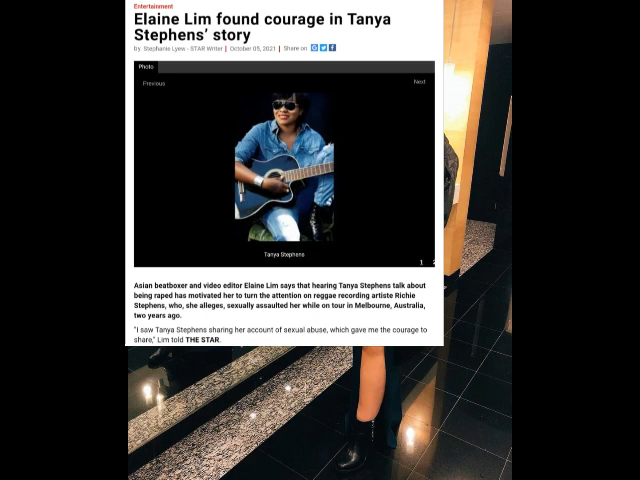 Entertainment
Elaine Lim found courage in Tanya
Stephens’ story
by Stephanie Lyew - STAR Writer | October 05, 2021 | Share on
Photo
Previous
Next
Tanya Stephens
1 2
Asian beatboxer and video editor Elaine Lim says that hearing Tanya Stephens talk about
being raped has motivated her to turn the attention on reggae recording artiste Richie
Stephens, who, she alleges, sexually assaulted her while on tour in Melbourne, Australia,
two years ago.
"I saw Tanya Stephens sharing her account of sexual abuse, which gave me the courage to
share," Lim told THE STAR.